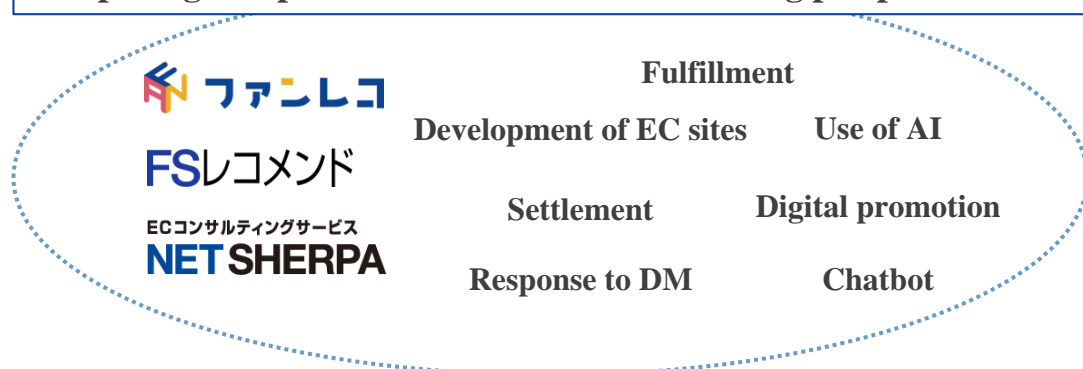 ファンレコ
FSレコメンド
ECコンサルティングサービス
NET SHERPA
Fulfillment
Development of EC sites
Use of AI
Settlement
Digital promotion
Response to DM
Chatbot